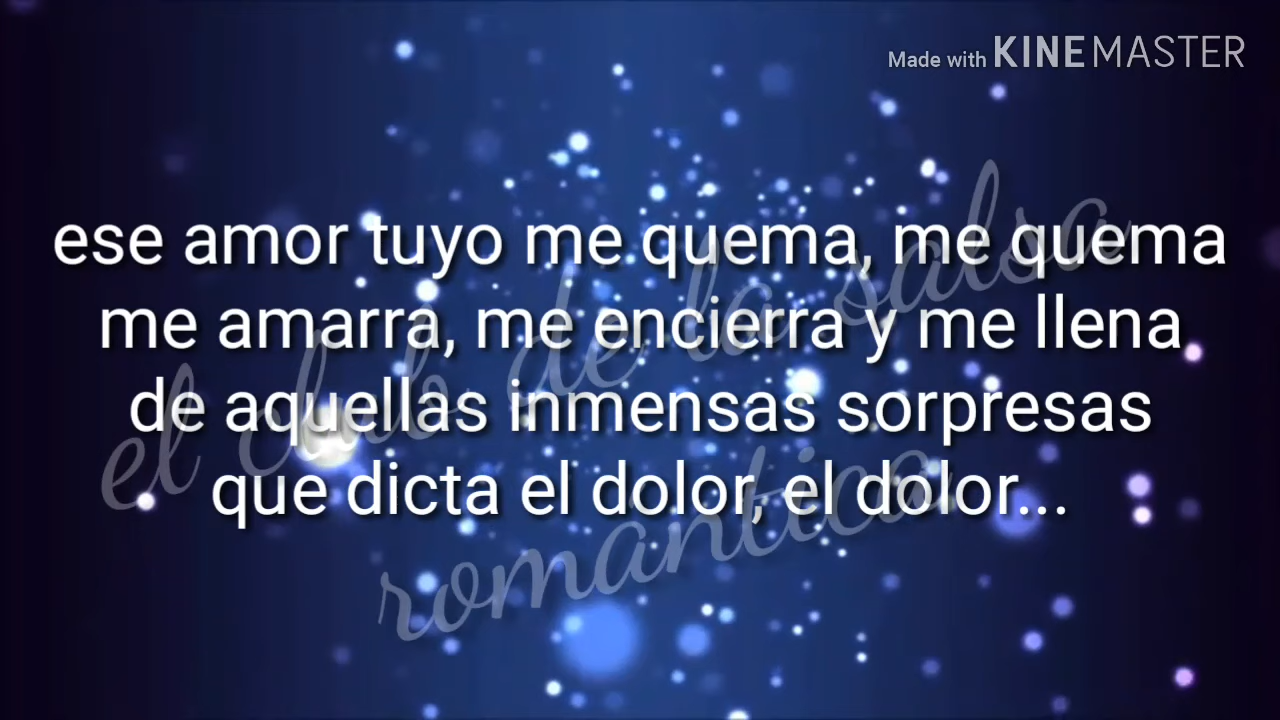 Made with KINEMASTER
ese amor tuyo me quema, me quema
me amarra, me encierra y me llena
de aquellas inmensas sorpresas
que dicta el dolor, el dolor...
el club de la salsa
romantica